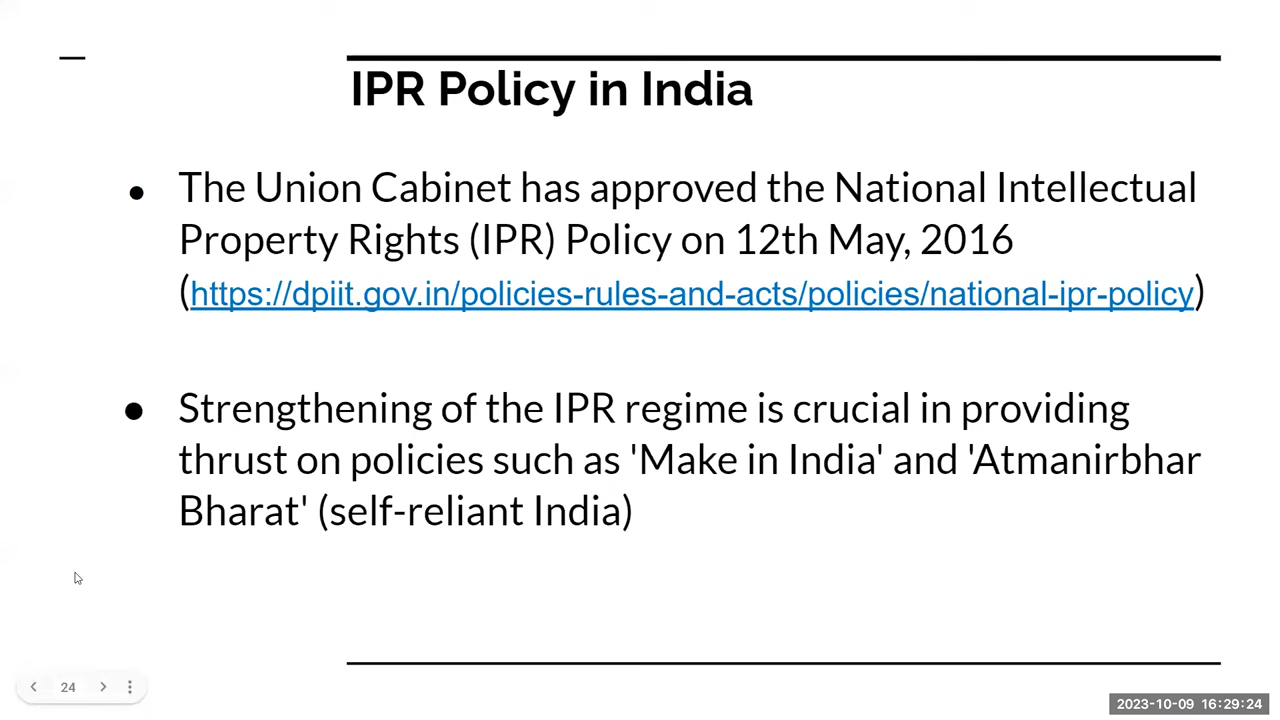 IPR Policy in India
● The Union Cabinet has approved the National Intellectual
Property Rights (IPR) Policy on 12th May, 2016
(https://dpiit.gov.in/policies-rules-and-acts/policies/national-ipr-policy)
● Strengthening of the IPR regime is crucial in providing
thrust on policies such as 'Make in India' and 'Atmanirbhar
Bharat' (self-reliant India)
24
2023-10-09 16:29:24